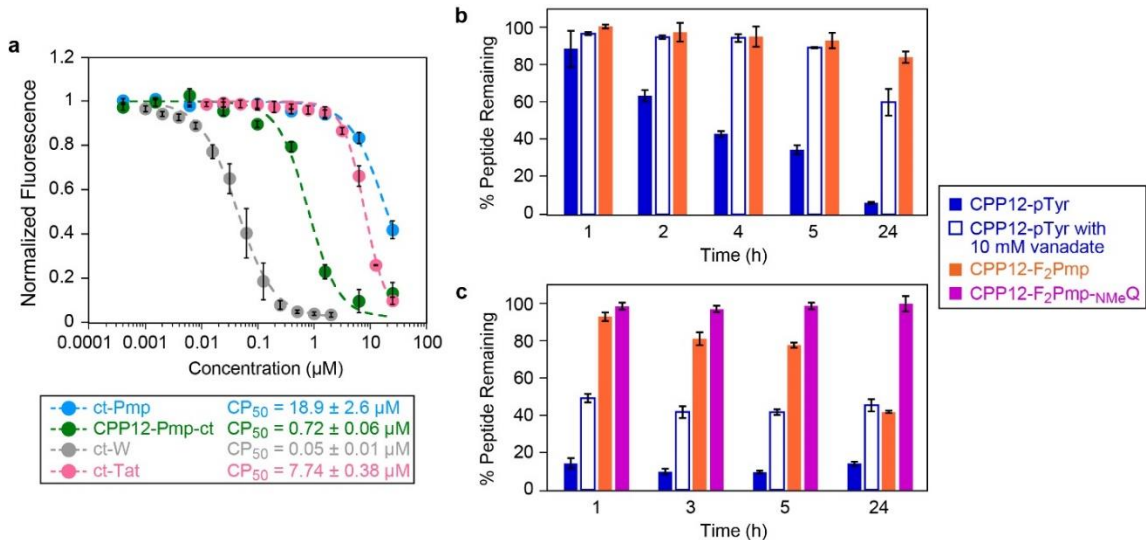 a
Normalized Fluorescence
1.2
1
0.8
0.6
0.4
0.2
0
0.0001
0.001
0.01
0.1
1
10
100
Concentration (µM)
ct-Pmp CP50 = 18.9 ± 2.6 µM
CPP12-Pmp-ct CP50 = 0.72 ± 0.06 µM
ct-W CP50 = 0.05 ± 0.01 µM
ct-Tat CP50 = 7.74 ± 0.38 µM
b
% Peptide Remaining
100
80
60
40
20
0
1
2
4
5
24
Time (h)
c
% Peptide Remaining
100
80
60
40
20
0
1
3
5
24
Time (h)
CPP12-pTyr
CPP12-pTyr with
10 mM vanadate
CPP12-F2Pmp
CPP12-F2Pmp-NMeQ